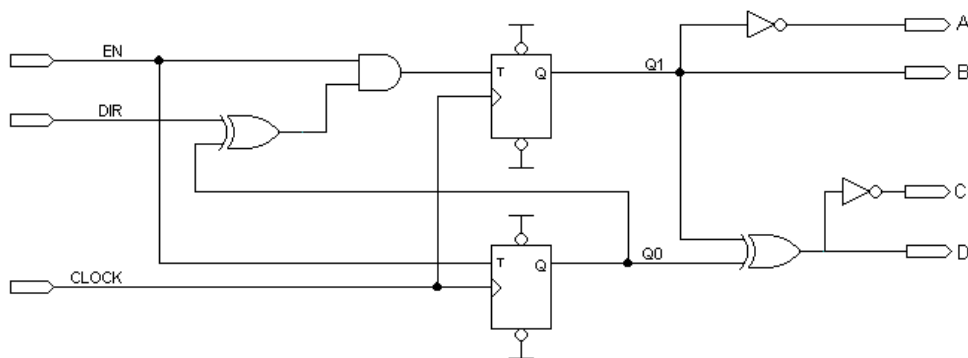 A
EN
T Q Q1 B
DIR
C
T Q Q0 D
CLOCK